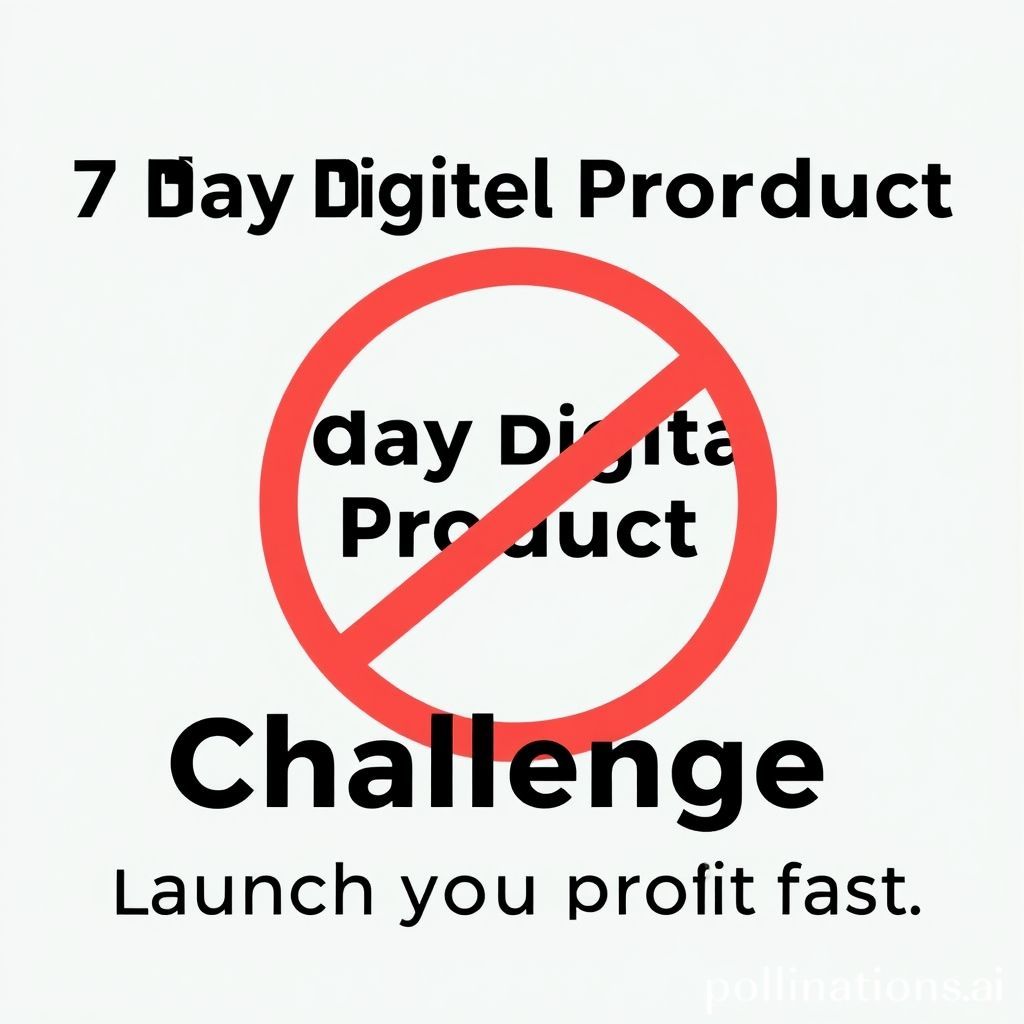 7 Day Digitel Prorduct
day Digita
Product
Challenge
Launch you profit fast.
pollinations.ai